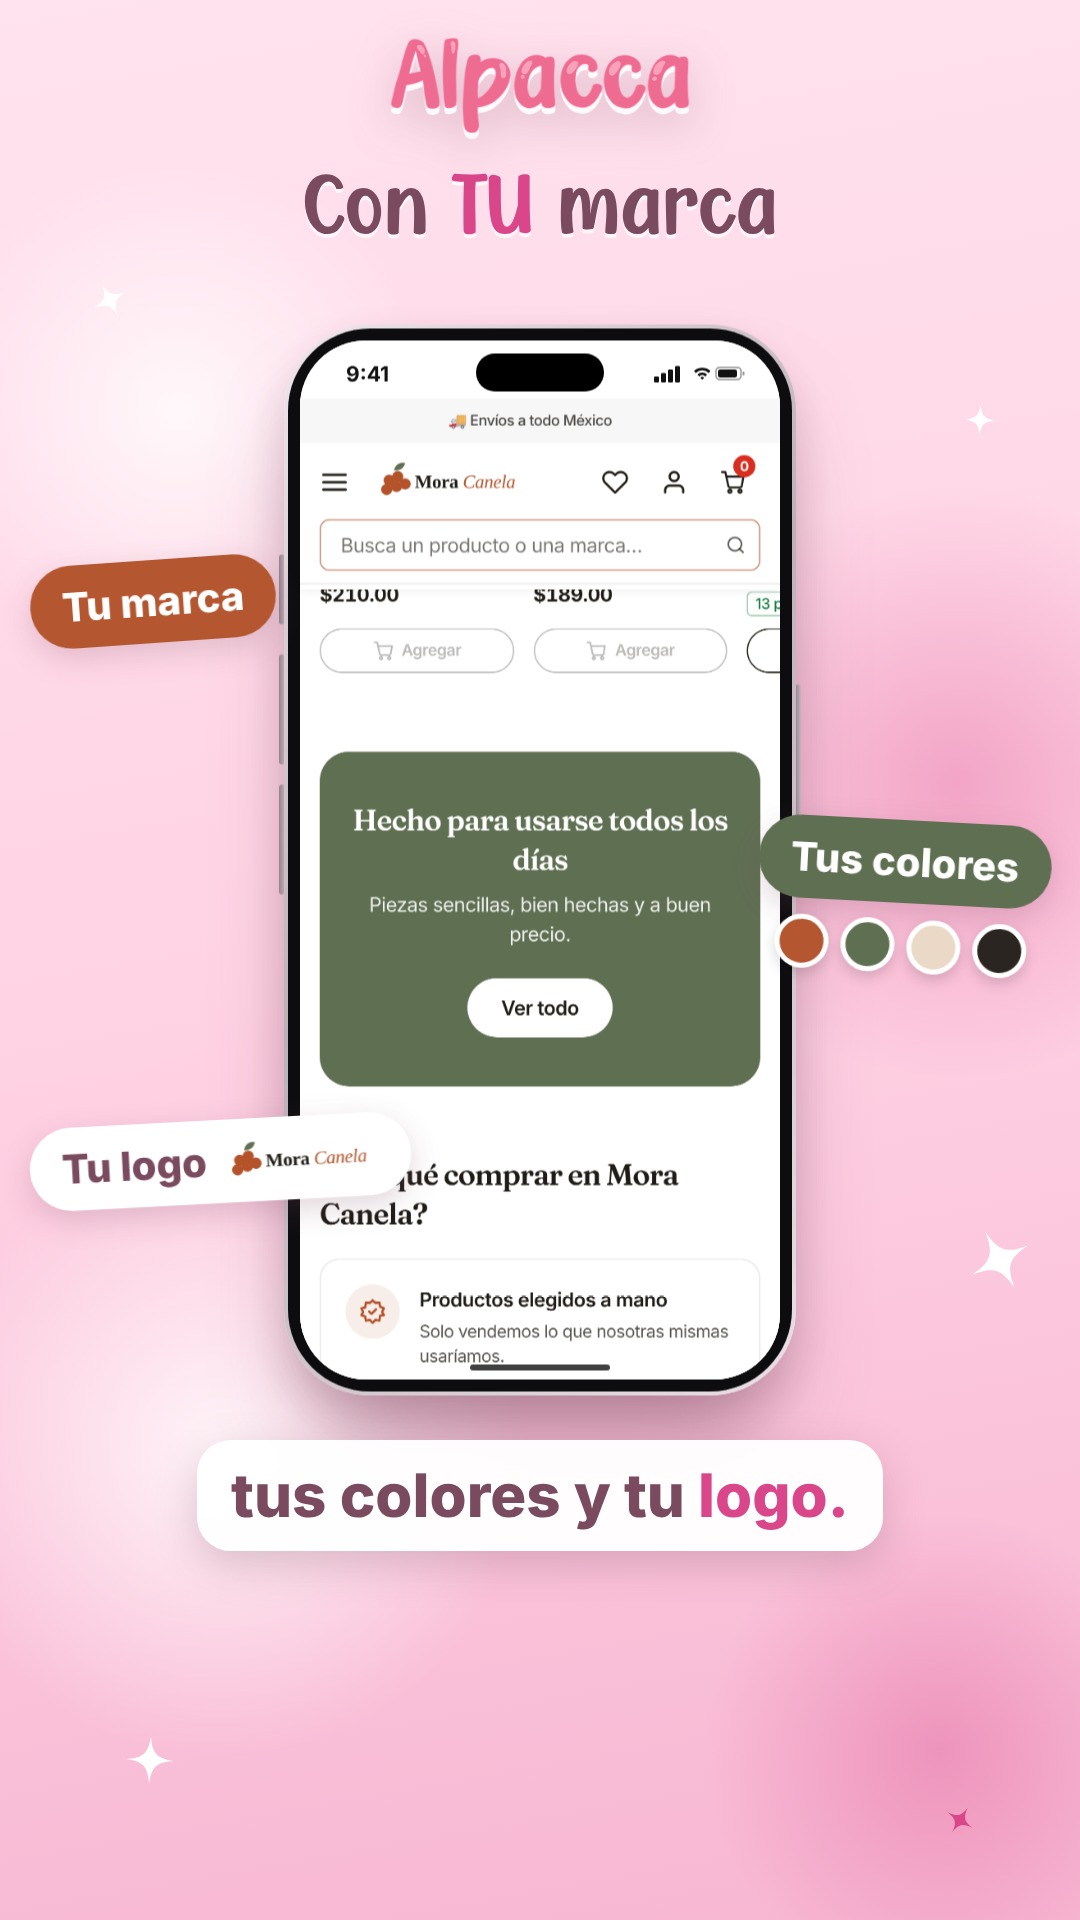 Alpacca
Con TU marca
9:41
🚚 Envíos a todo México
Mora Canela
0
Busca un producto o una marca...
$210.00
$189.00
Agregar
Agregar
Tu marca
Hecho para usarse todos los
días
Piezas sencillas, bien hechas y a buen
precio.
Ver todo
Tus colores
Tu logo
Mora Canela
qué comprar en Mora
Canela?
Productos elegidos a mano
Solo vendemos lo que nosotras mismas
usaríamos.
tus colores y tu logo.